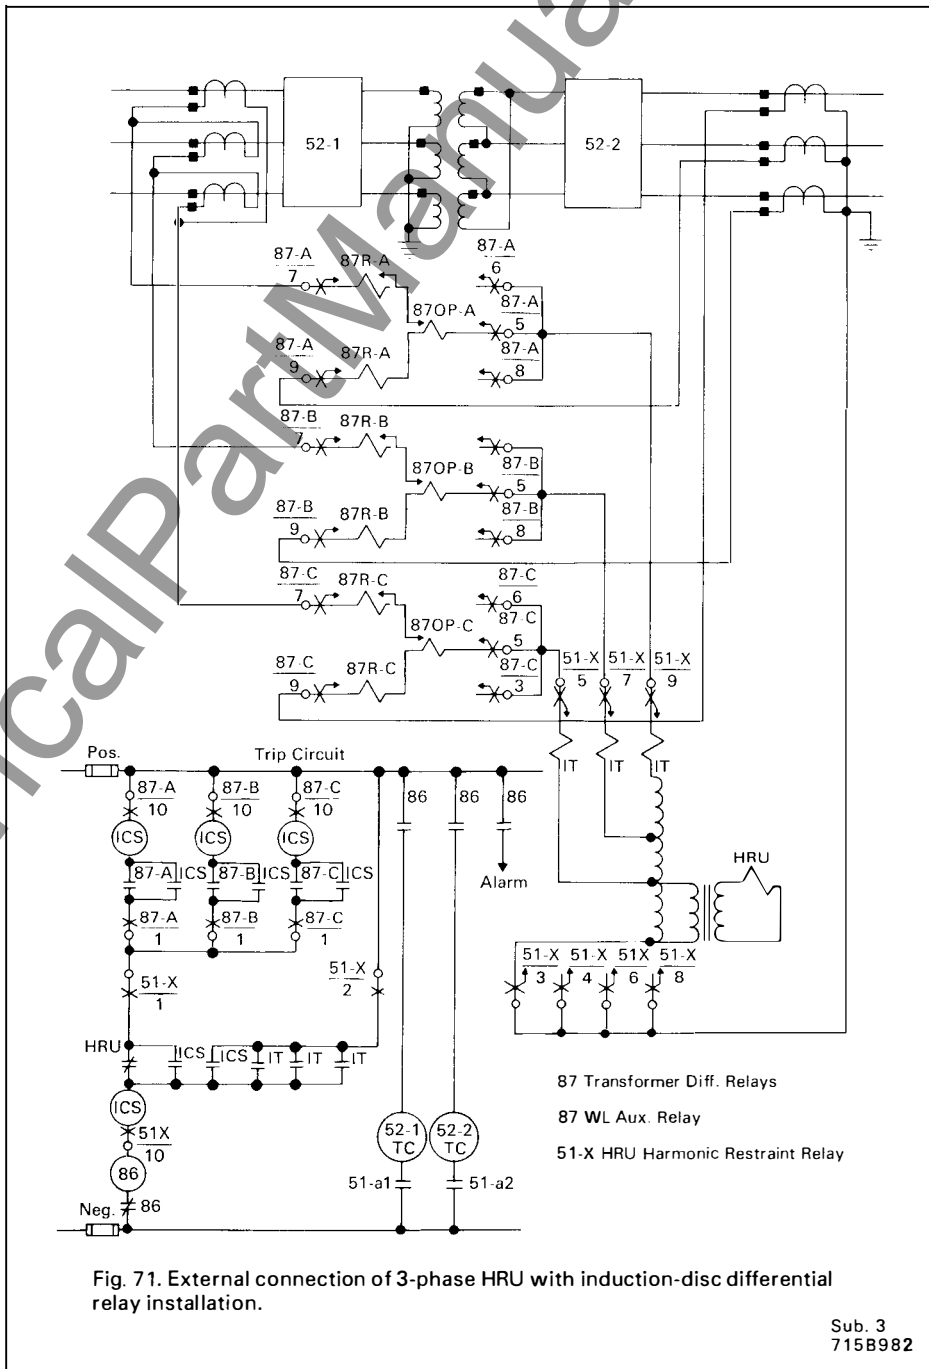 calPartManua
52-1
52-2
87-A
7
87R-A
87-A
6
87OP-A
87-A
5
87-A
9
87R-A
87-A
8
87-B
7
87R-B
87OP-B
87-B
5
87-B
9
87R-B
87-B
8
87-C
7
87R-C
87-C
6
87OP-C
87-C
5
87-C
9
87R-C
87-C
3
51-X
5
51-X
7
51-X
9
IT
IT
IT
Pos.
Trip Circuit
87-A
10
87-B
10
87-C
10
86
86
86
ICS
ICS
ICS
87-A
ICS
87-B
ICS
87-C
ICS
Alarm
HRU
87-A
1
87-B
1
87-C
1
51-X
1
51-X
2
51-X
3
51-X
4
51X
6
51-X
8
HRU
ICS
ICS
IT
IT
IT
ICS
51X
10
86
86
Neg.
52-1
TC
52-2
TC
51-a1
51-a2
87 Transformer Diff. Relays
87 WL Aux. Relay
51-X HRU Harmonic Restraint Relay
Fig. 71. External connection of 3-phase HRU with induction-disc differential
relay installation.
Sub. 3
715B982